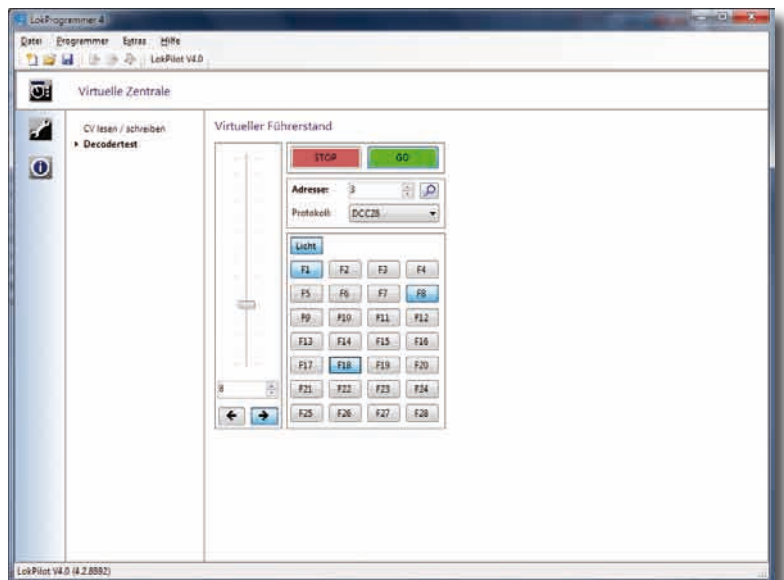 LokProgrammer 4
Datei Programmer Extras Hilfe
LokPilot V4.0
Virtuelle Zentrale
CV lesen / schreiben
Decodertest
Virtueller Führerstand
STOP GO
Adresse: 3
Protokoll: DCC28
Licht
F1 F2 F3 F4
F5 F6 F7 F8
F9 F10 F11 F12
F13 F14 F15 F16
F17 F18 F19 F20
8
F21 F22 F23 F24
F25 F26 F27 F28
LokPilot V4.0 (4.2.8592)